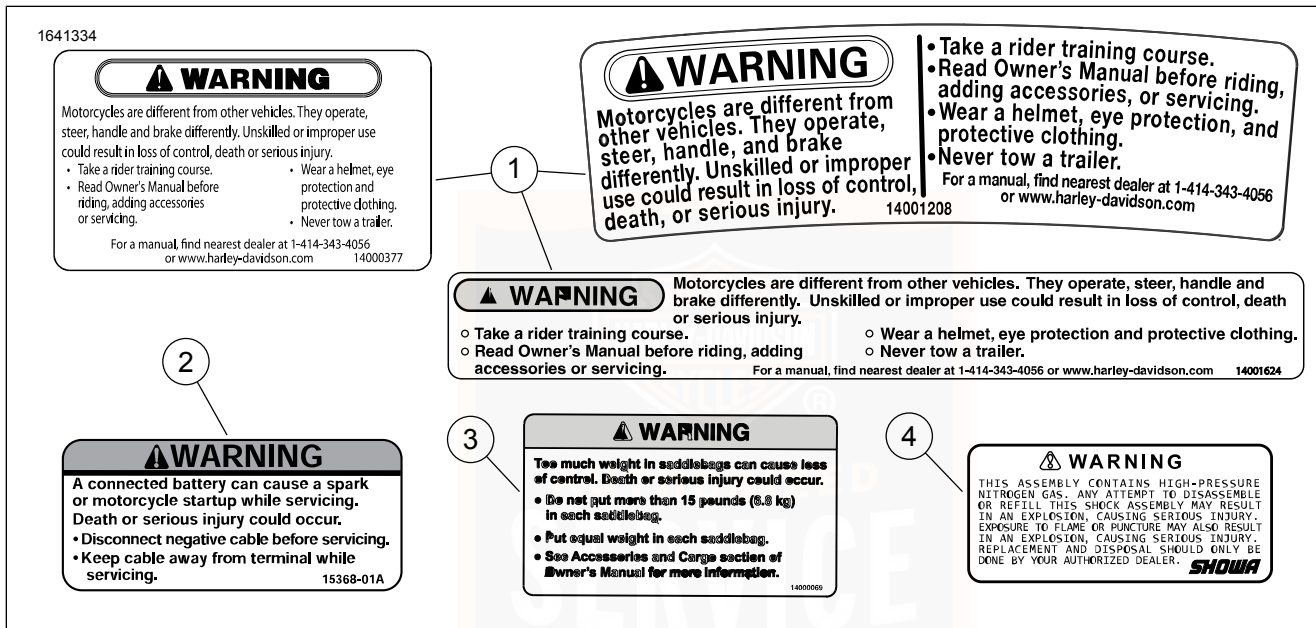 1641334
WARNING
Motorcycles are different from other vehicles. They operate,
steer, handle and brake differently. Unskilled or improper use
could result in loss of control, death or serious injury.
• Take a rider training course.
• Read Owner's Manual before
riding, adding accessories
or servicing.
• Wear a helmet, eye
protection and
protective clothing.
• Never tow a trailer.
For a manual, find nearest dealer at 1-414-343-4056
or www.harley-davidson.com 14000377
1
WARNING
Motorcycles are different from
other vehicles. They operate,
steer, handle, and brake
differently. Unskilled or improper
use could result in loss of control,
death, or serious injury. 14001208
• Take a rider training course.
• Read Owner's Manual before riding,
adding accessories, or servicing.
• Wear a helmet, eye protection, and
protective clothing.
• Never tow a trailer.
For a manual, find nearest dealer at 1-414-343-4056
or www.harley-davidson.com
WARNING
Motorcycles are different from other vehicles. They operate, steer, handle and
brake differently. Unskilled or improper use could result in loss of control, death
or serious injury.
○ Take a rider training course.
○ Read Owner's Manual before riding, adding
accessories or servicing.
○ Wear a helmet, eye protection and protective clothing.
○ Never tow a trailer.
For a manual, find nearest dealer at 1-414-343-4056 or www.harley-davidson.com 14001624
2
WARNING
A connected battery can cause a spark
or motorcycle startup while servicing.
Death or serious injury could occur.
• Disconnect negative cable before servicing.
• Keep cable away from terminal while
servicing. 15368-01A
3
WARNING
Too much weight in saddlebags can cause loss
of control. Death or serious injury could occur.
• Do not put more than 15 pounds (6.8 kg)
in each saddlebag.
• Put equal weight in each saddlebag.
• See Accessories and Cargo section of
Owner's Manual for more information.
14000069
4
WARNING
THIS ASSEMBLY CONTAINS HIGH-PRESSURE
NITROGEN GAS. ANY ATTEMPT TO DISASSEMBLE
OR REFILL THIS SHOCK ASSEMBLY MAY RESULT
IN AN EXPLOSION, CAUSING SERIOUS INJURY.
EXPOSURE TO FLAME OR PUNCTURE MAY ALSO RESULT
IN AN EXPLOSION, CAUSING SERIOUS INJURY.
REPLACEMENT AND DISPOSAL SHOULD ONLY BE
DONE BY YOUR AUTHORIZED DEALER. SHOWA
CYCLES
®
SERVICE